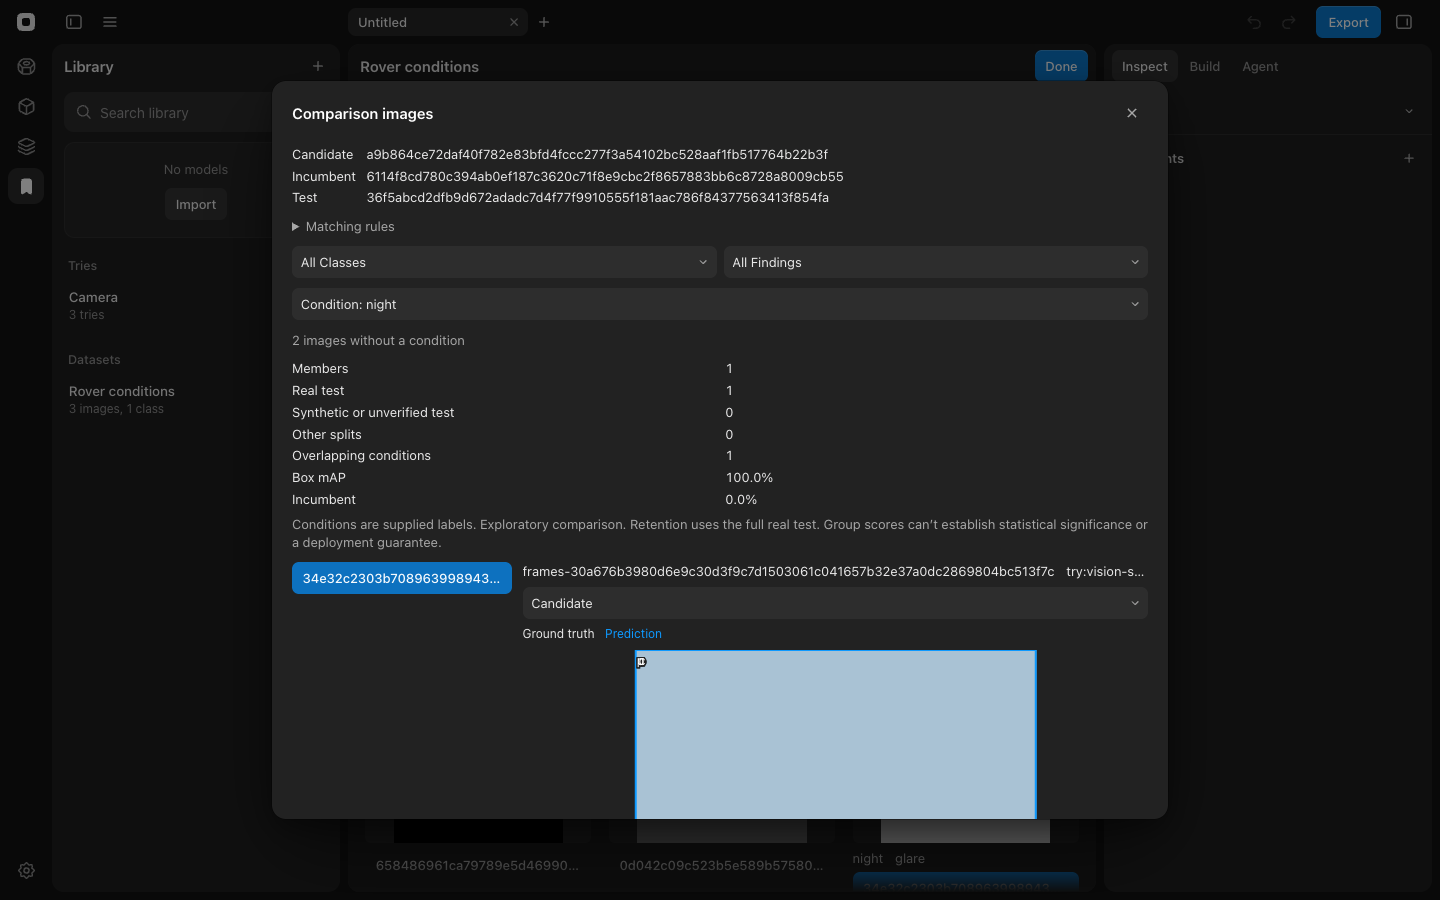 Untitled
Export
Library
Rover conditions
Done
Inspect
Build
Agent
Search library
Comparison images
Candidate a9b864ce72daf40f782e83bfd4fccc277f3a54102bc528aaf1fb517764b22b3f
Incumbent 6114f8cd780c394ab0ef187c3620c71f8e9cbc2f8657883bb6c8728a8009cb55
Test 36f5abcd2dfb9d672adadc7d4f77f9910555f181aac786f84377563413f854fa
nts
No models
Import
Matching rules
All Classes
All Findings
Tries
Camera
3 tries
Condition: night
2 images without a condition
Datasets
Rover conditions
3 images, 1 class
Members 1
Real test 1
Synthetic or unverified test 0
Other splits 0
Overlapping conditions 1
Box mAP 100.0%
Incumbent 0.0%
Conditions are supplied labels. Exploratory comparison. Retention uses the full real test. Group scores can't establish statistical significance or
a deployment guarantee.
34e32c2303b708963998943...
frames-30a676b3980d6e9c30d3f9c7d1503061c041657b32e37a0dc2869804bc513f7c try:vision-s...
Candidate
Ground truth Prediction
658486961ca79789e5d46990...
0d042c09c523b5e589b57580...
night glare
34e32c2303b708963998943...